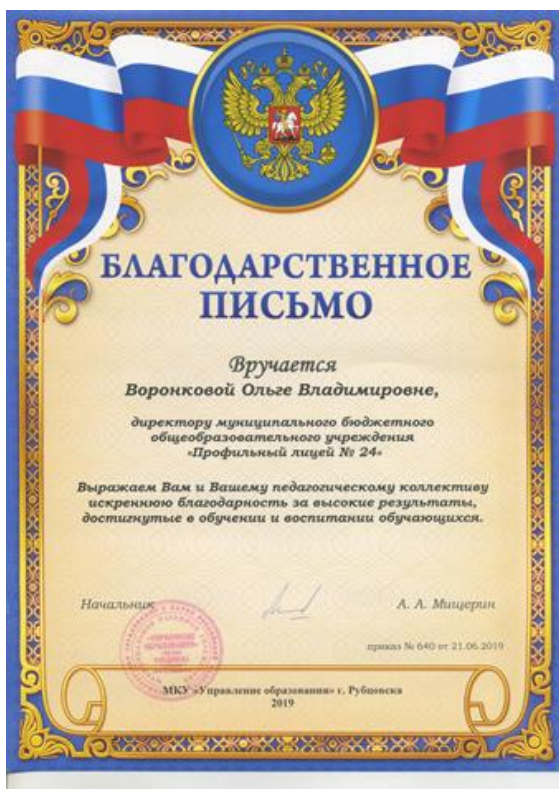 БЛАГОДАРСТВЕННОЕ
ПИСЬМО
Вручается
Воронковой Ольге Владимировне,
директору муниципального бюджетного
общеобразовательного учреждения
«Профильный лицей № 24»
Выражаем Вам и Вашему педагогическому коллективу
искреннюю благодарность за высокие результаты,
достигнутые в обучении и воспитании обучающихся.
Начальник А. А. Мищерин
приказ № 640 от 21.06.2019
МКУ «Управление образования» г. Рубцовска
2019